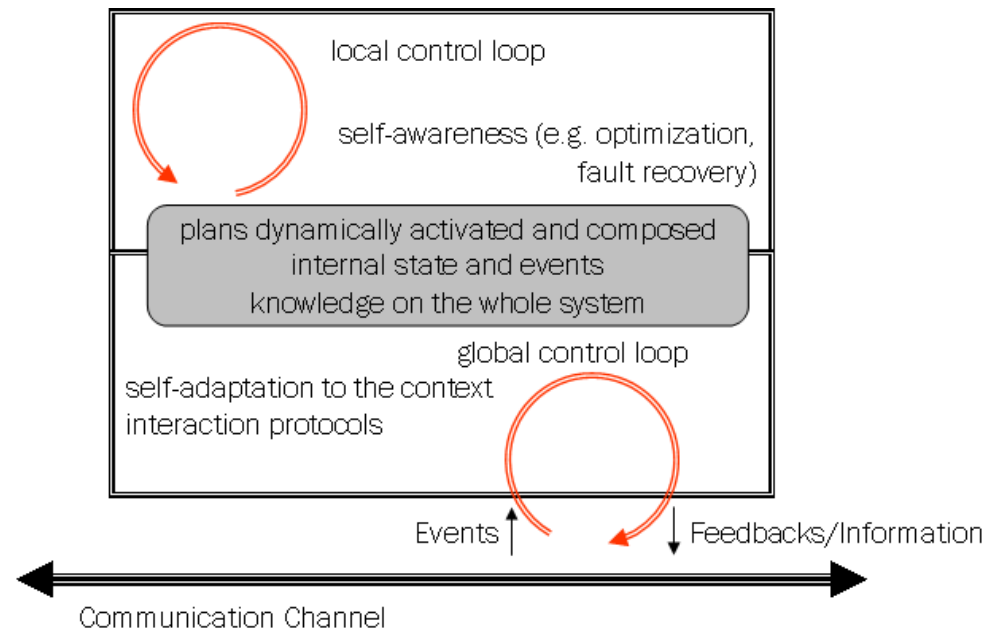 local control loop
self-awareness (e.g. optimization,
fault recovery)
plans dynamically activated and composed
internal state and events
knowledge on the whole system
global control loop
self-adaptation to the context
interaction protocols
Events
Feedbacks/Information
Communication Channel